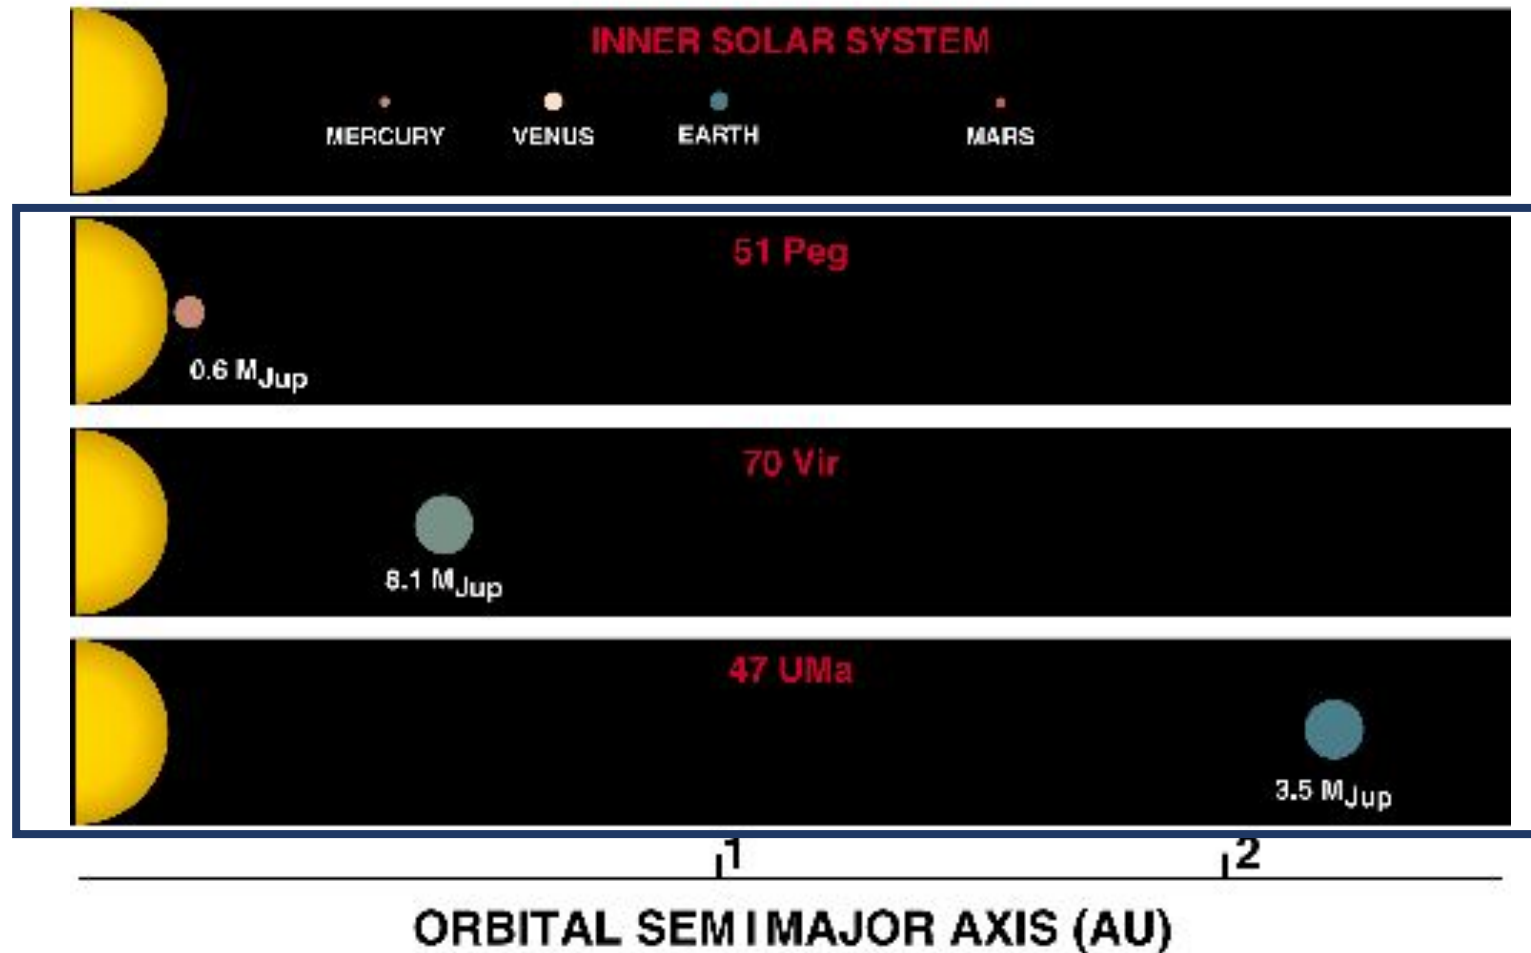 INNER SOLAR SYSTEM
MERCURY VENUS EARTH MARS
51 Peg
0.6 MJup
70 Vir
8.1 MJup
47 UMa
3.5 MJup
1 2
ORBITAL SEMIMAJOR AXIS (AU)